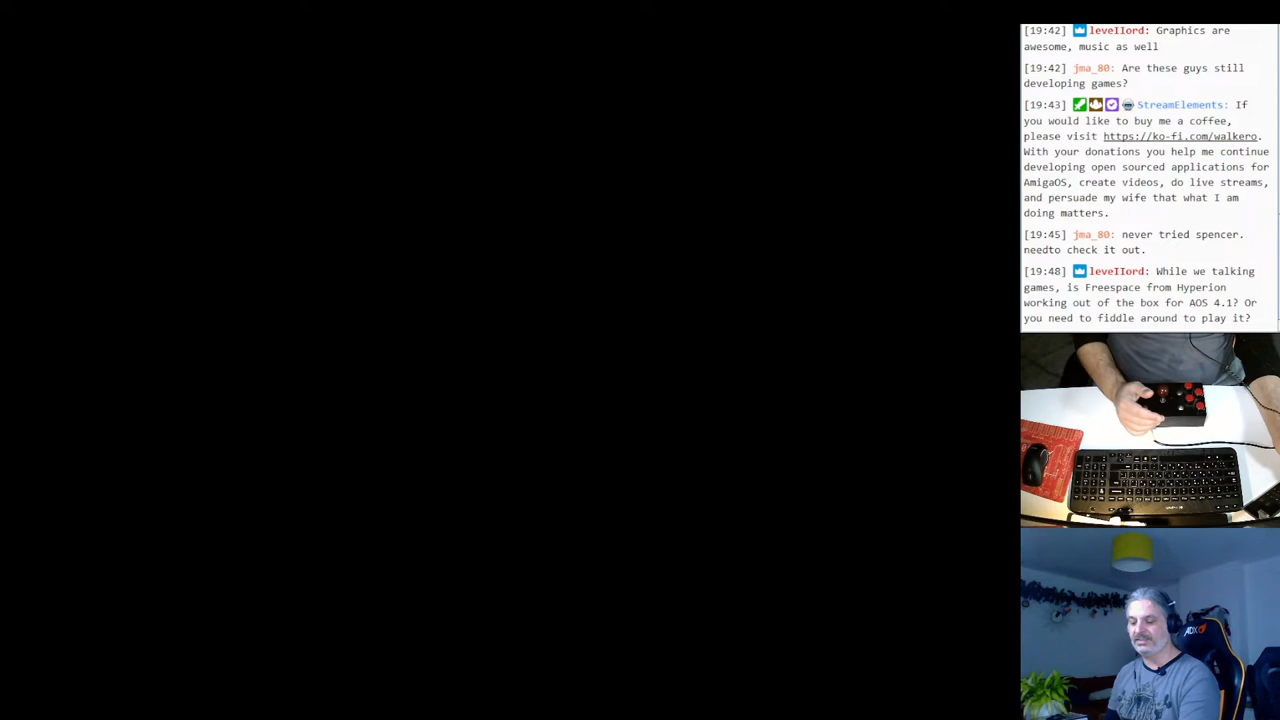 [19:42] levelIord: Graphics are
awesome, music as well
[19:42] jma_80: Are these guys still
developing games?
[19:43] StreamElements: If
you would like to buy me a coffee,
please visit https://ko-fi.com/walkero.
With your donations you help me continue
developing open sourced applications for
AmigaOS, create videos, do live streams,
and persuade my wife that what I am
doing matters.
[19:45] jma_80: never tried spencer.
needto check it out.
[19:48] levelIord: While we talking
games, is Freespace from Hyperion
working out of the box for AOS 4.1? Or
you need to fiddle around to play it?
ADX